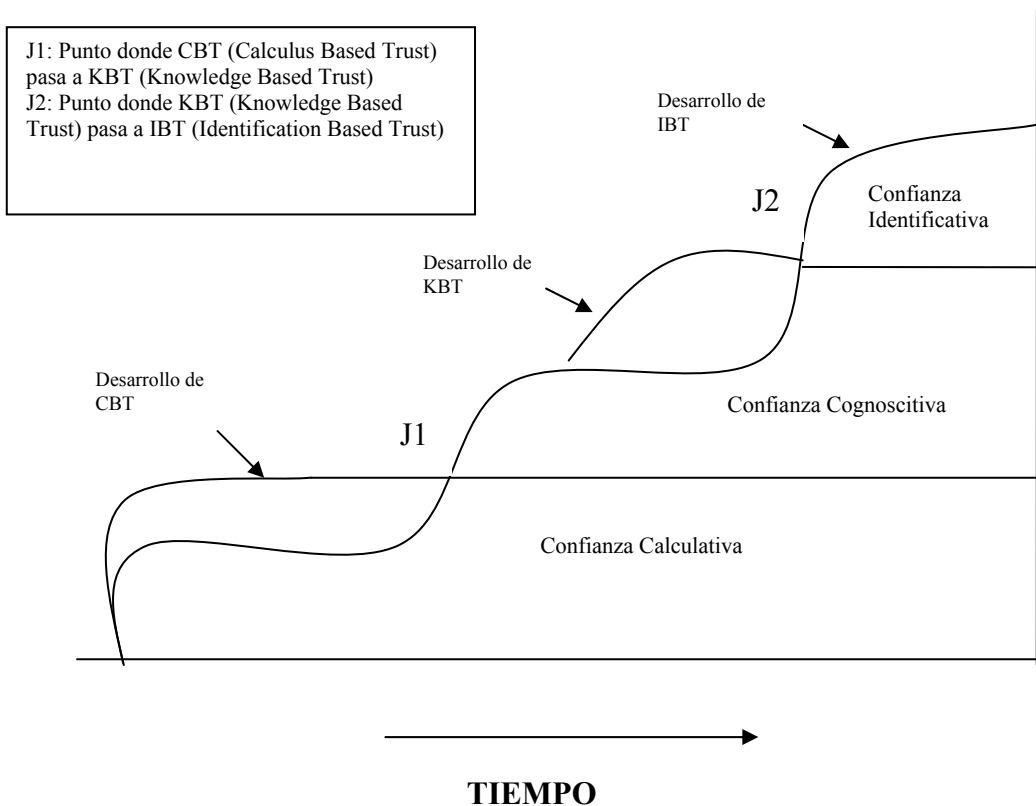 J1: Punto donde CBT (Calculus Based Trust)
pasa a KBT (Knowledge Based Trust)
J2: Punto donde KBT (Knowledge Based
Trust) pasa a IBT (Identification Based Trust)
Desarrollo de
IBT
J2
Confianza
Identificativa
Desarrollo de
KBT
Desarrollo de
CBT
J1
Confianza Cognoscitiva
Confianza Calculativa
TIEMPO